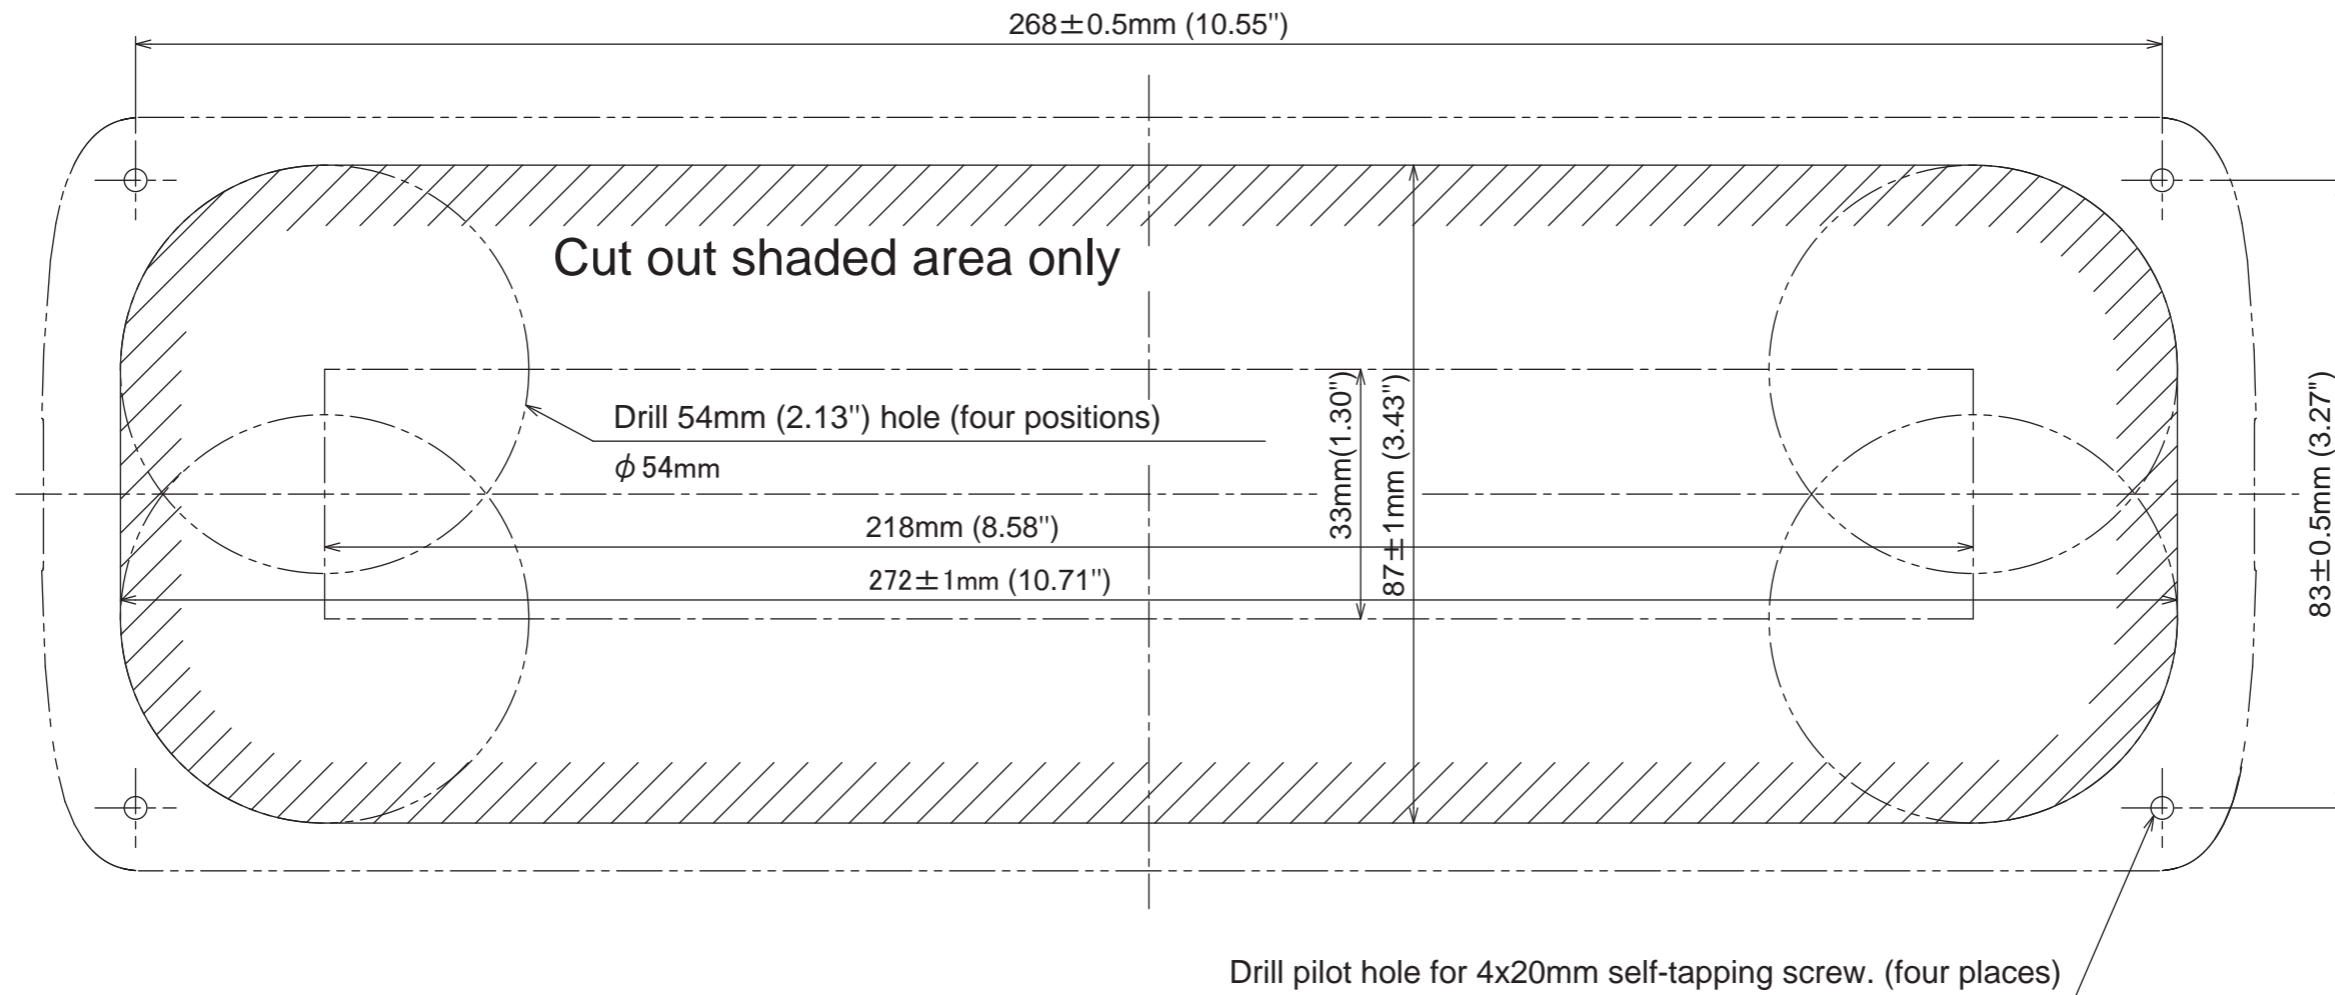 268±0.5mm (10.55")
Cut out shaded area only
Drill 54mm (2.13") hole (four positions)
ϕ54mm
33mm(1.30")
87±1mm (3.43")
83±0.5mm (3.27")
218mm (8.58")
272±1mm (10.71")
Drill pilot hole for 4x20mm self-tapping screw. (four places)